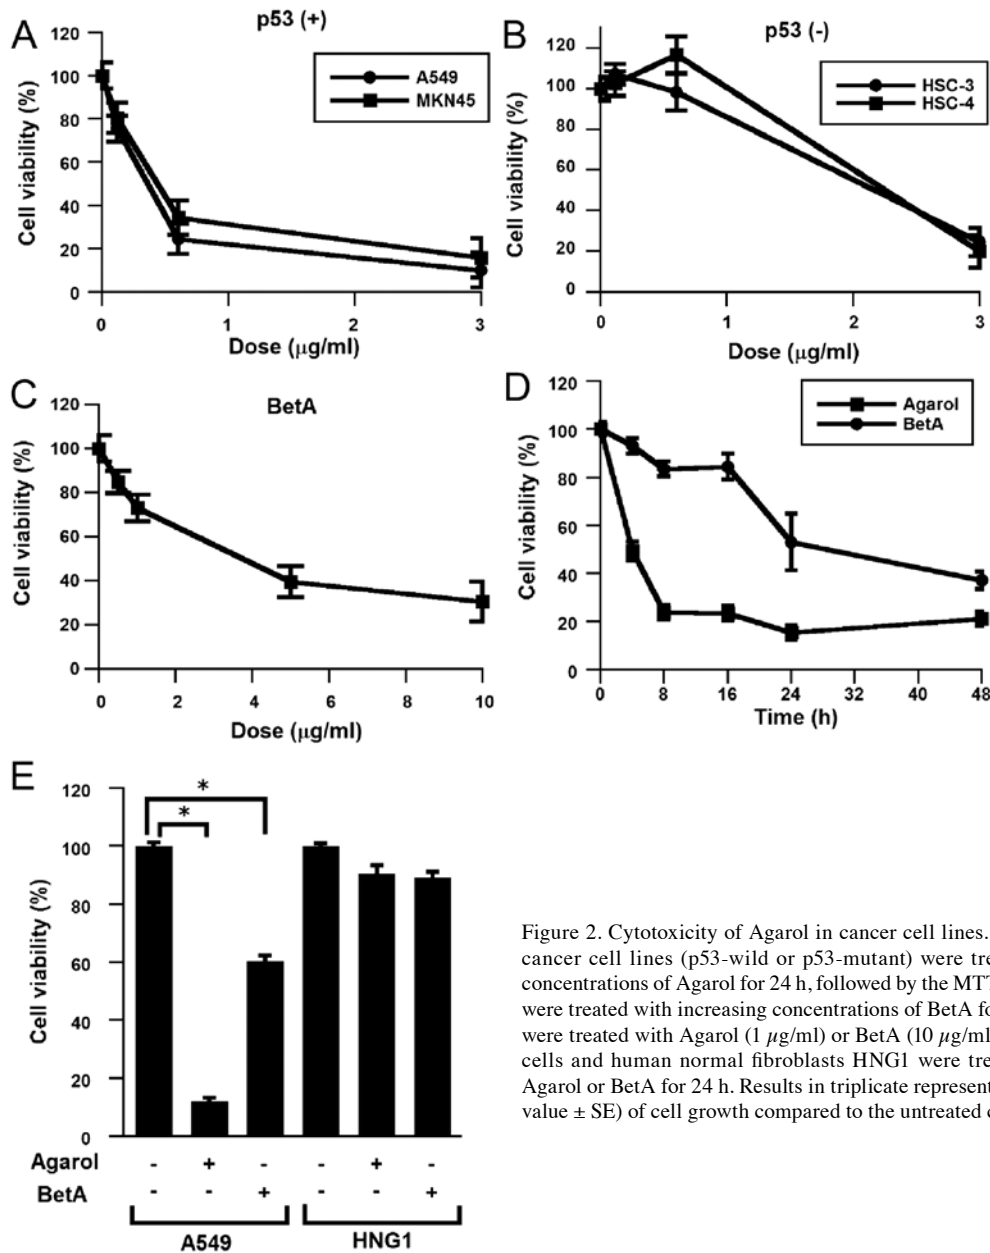 A
p53 (+)
120
100
80
60
40
20
0
Cell viability (%)
A549
MKN45
0 1 2 3
Dose (μg/ml)
B
p53 (-)
120
100
80
60
40
20
0
Cell viability (%)
HSC-3
HSC-4
0 1 2 3
Dose (μg/ml)
C
BetA
120
100
80
60
40
20
0
Cell viability (%)
0 2 4 6 8 10
Dose (μg/ml)
D
120
100
80
60
40
20
0
Cell viability (%)
Agarol
BetA
0 8 16 24 32 40 48
Time (h)
E
120
100
80
60
40
20
0
Cell viability (%)
*
*
Agarol - + - - + -
BetA - - + - - +
A549 HNG1
Figure 2. Cytotoxicity of Agarol in cancer cell lines.
cancer cell lines (p53-wild or p53-mutant) were tre
concentrations of Agarol for 24 h, followed by the MTT
were treated with increasing concentrations of BetA fo
were treated with Agarol (1 μg/ml) or BetA (10 μg/ml
cells and human normal fibroblasts HNG1 were tre
Agarol or BetA for 24 h. Results in triplicate represent
value ± SE) of cell growth compared to the untreated c